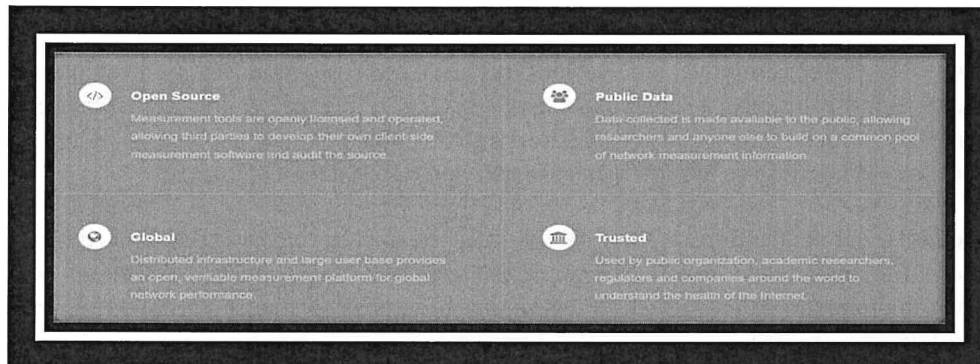 Open Source
Measurement tools are openly licensed and operated,
allowing third parties to develop their own client-side
measurement software and audit the source.
Public Data
Data collected is made available to the public, allowing
researchers and anyone else to build on a common pool
of network measurement information.
Global
Distributed infrastructure and large user base provides
an open, verifiable measurement platform for global
network performance.
Trusted
Used by public organization, academic researchers,
regulators and companies around the world to
understand the health of the Internet.